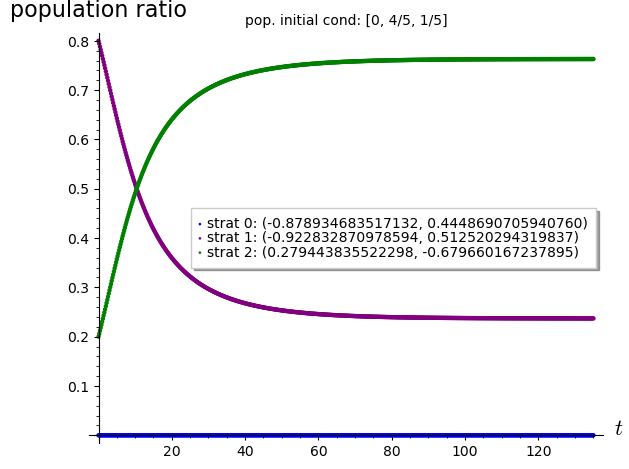 population ratio
pop. initial cond: [0, 4/5, 1/5]
0.8
0.7
0.6
0.5
0.4
0.3
0.2
0.1
strat 0: (-0.878934683517132, 0.4448690705940760)
strat 1: (-0.922832870978594, 0.512520294319837)
strat 2: (0.279443835522298, -0.679660167237895)
t
20 40 60 80 100 120